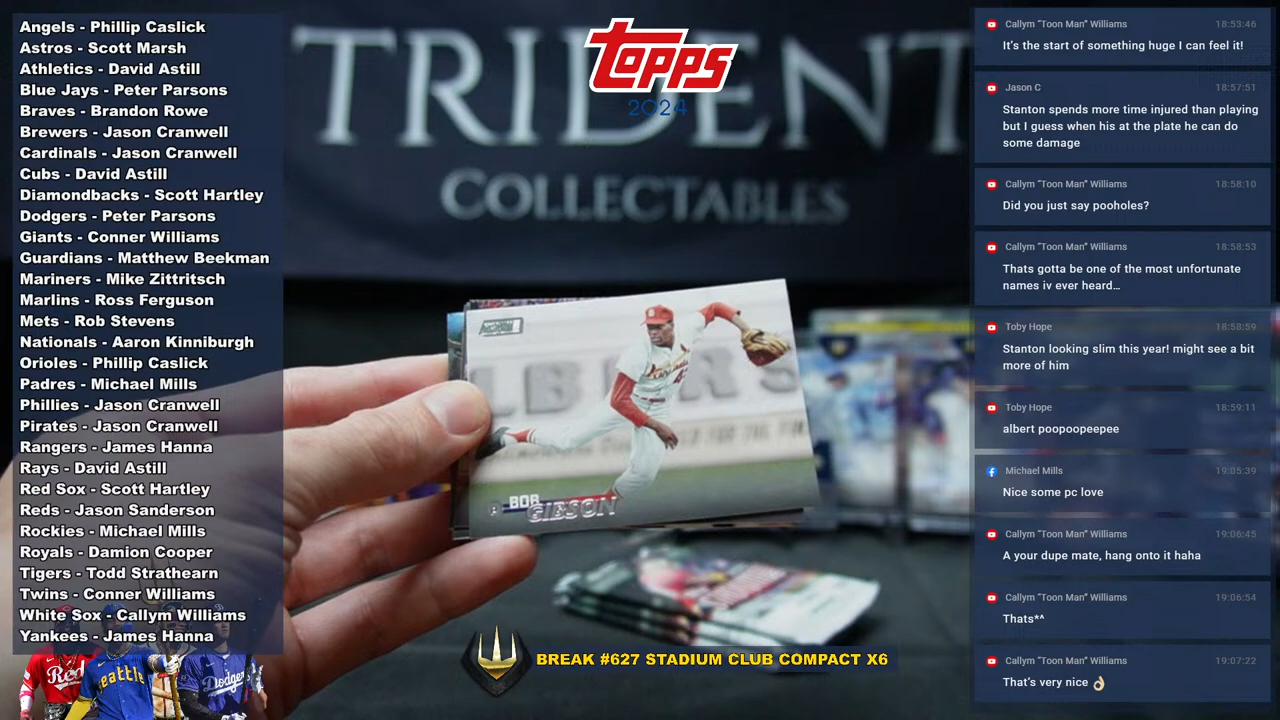 Angels - Phillip Caslick
Astros - Scott Marsh
Athletics - David Astill
Blue Jays - Peter Parsons
Braves - Brandon Rowe
Brewers - Jason Cranwell
Cardinals - Jason Cranwell
Cubs - David Astill
Diamondbacks - Scott Hartley
Dodgers - Peter Parsons
Giants - Conner Williams
Guardians - Matthew Beekman
Mariners - Mike Zittritsch
Marlins - Ross Ferguson
Mets - Rob Stevens
Nationals - Aaron Kinniburgh
Orioles - Phillip Caslick
Padres - Michael Mills
Phillies - Jason Cranwell
Pirates - Jason Cranwell
Rangers - James Hanna
Rays - David Astill
Red Sox - Scott Hartley
Reds - Jason Sanderson
Rockies - Michael Mills
Royals - Damion Cooper
Tigers - Todd Strathearn
Twins - Conner Williams
White Sox - Callym Williams
Yankees - James Hanna
Reds
Seattle
Dodgers
TRIDENT
COLLECTABLES
topps
2024
BOB
GIBSON
BREAK #627 STADIUM CLUB COMPACT X6
Callym "Toon Man" Williams 18:53:46
It's the start of something huge I can feel it!
Jason C 18:57:51
Stanton spends more time injured than playing
but I guess when his at the plate he can do
some damage
Callym "Toon Man" Williams 18:58:10
Did you just say pooholes?
Callym "Toon Man" Williams 18:58:53
Thats gotta be one of the most unfortunate
names iv ever heard...
Toby Hope 18:58:59
Stanton looking slim this year! might see a bit
more of him
Toby Hope 18:59:11
albert poopoopeepee
Michael Mills 19:05:39
Nice some pc love
Callym "Toon Man" Williams 19:06:45
A your dupe mate, hang onto it haha
Callym "Toon Man" Williams 19:06:54
Thats*^
Callym "Toon Man" Williams 19:07:22
That's very nice 👌🏼